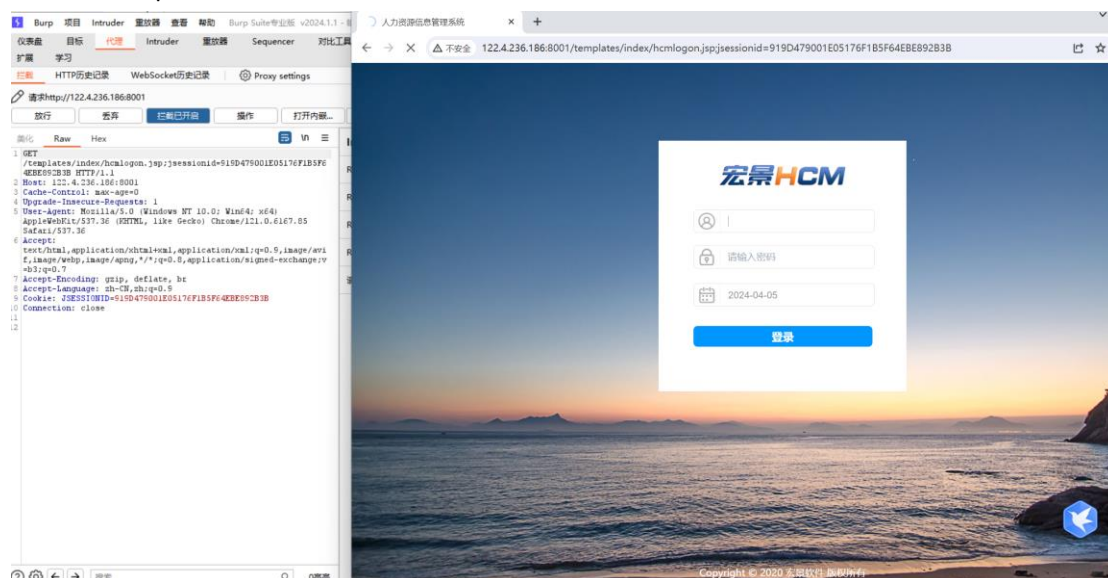 Burp 项目 Intruder 重放器 查看 帮助 Burp Suite专业版 v2024.1.1
仪表盘 目标 代理 Intruder 重放器 Sequencer 对比工具
扩展 学习
拦截 HTTP历史记录 WebSocket历史记录 Proxy settings
请求http://122.4.236.186:8001
放行 丢弃 拦截已开启 操作 打开内嵌...
美化 Raw Hex \n
1 GET
/templates/index/hcmlogon.jsp;jsessionid=919D479001E05176F1B5F6
4EBE892B3B HTTP/1.1
2 Host: 122.4.236.186:8001
3 Cache-Control: max-age=0
4 Upgrade-Insecure-Requests: 1
5 User-Agent: Mozilla/5.0 (Windows NT 10.0; Win64; x64)
AppleWebKit/537.36 (KHTML, like Gecko) Chrome/121.0.6167.85
Safari/537.36
6 Accept:
text/html,application/xhtml+xml,application/xml;q=0.9,image/avi
f,image/webp,image/apng,*/*;q=0.8,application/signed-exchange;v
=b3;q=0.7
7 Accept-Encoding: gzip, deflate, br
8 Accept-Language: zh-CN,zh;q=0.9
9 Cookie: JSESSIONID=919D479001E05176F1B5F64EBE892B3B
10 Connection: close
11
12
人力资源信息管理系统
不安全 122.4.236.186:8001/templates/index/hcmlogon.jsp;jsessionid=919D479001E05176F1B5F64EBE892B3B
宏景HCM
请输入密码
2024-04-05
登录
Copyright © 2020 宏景软件 版权所有